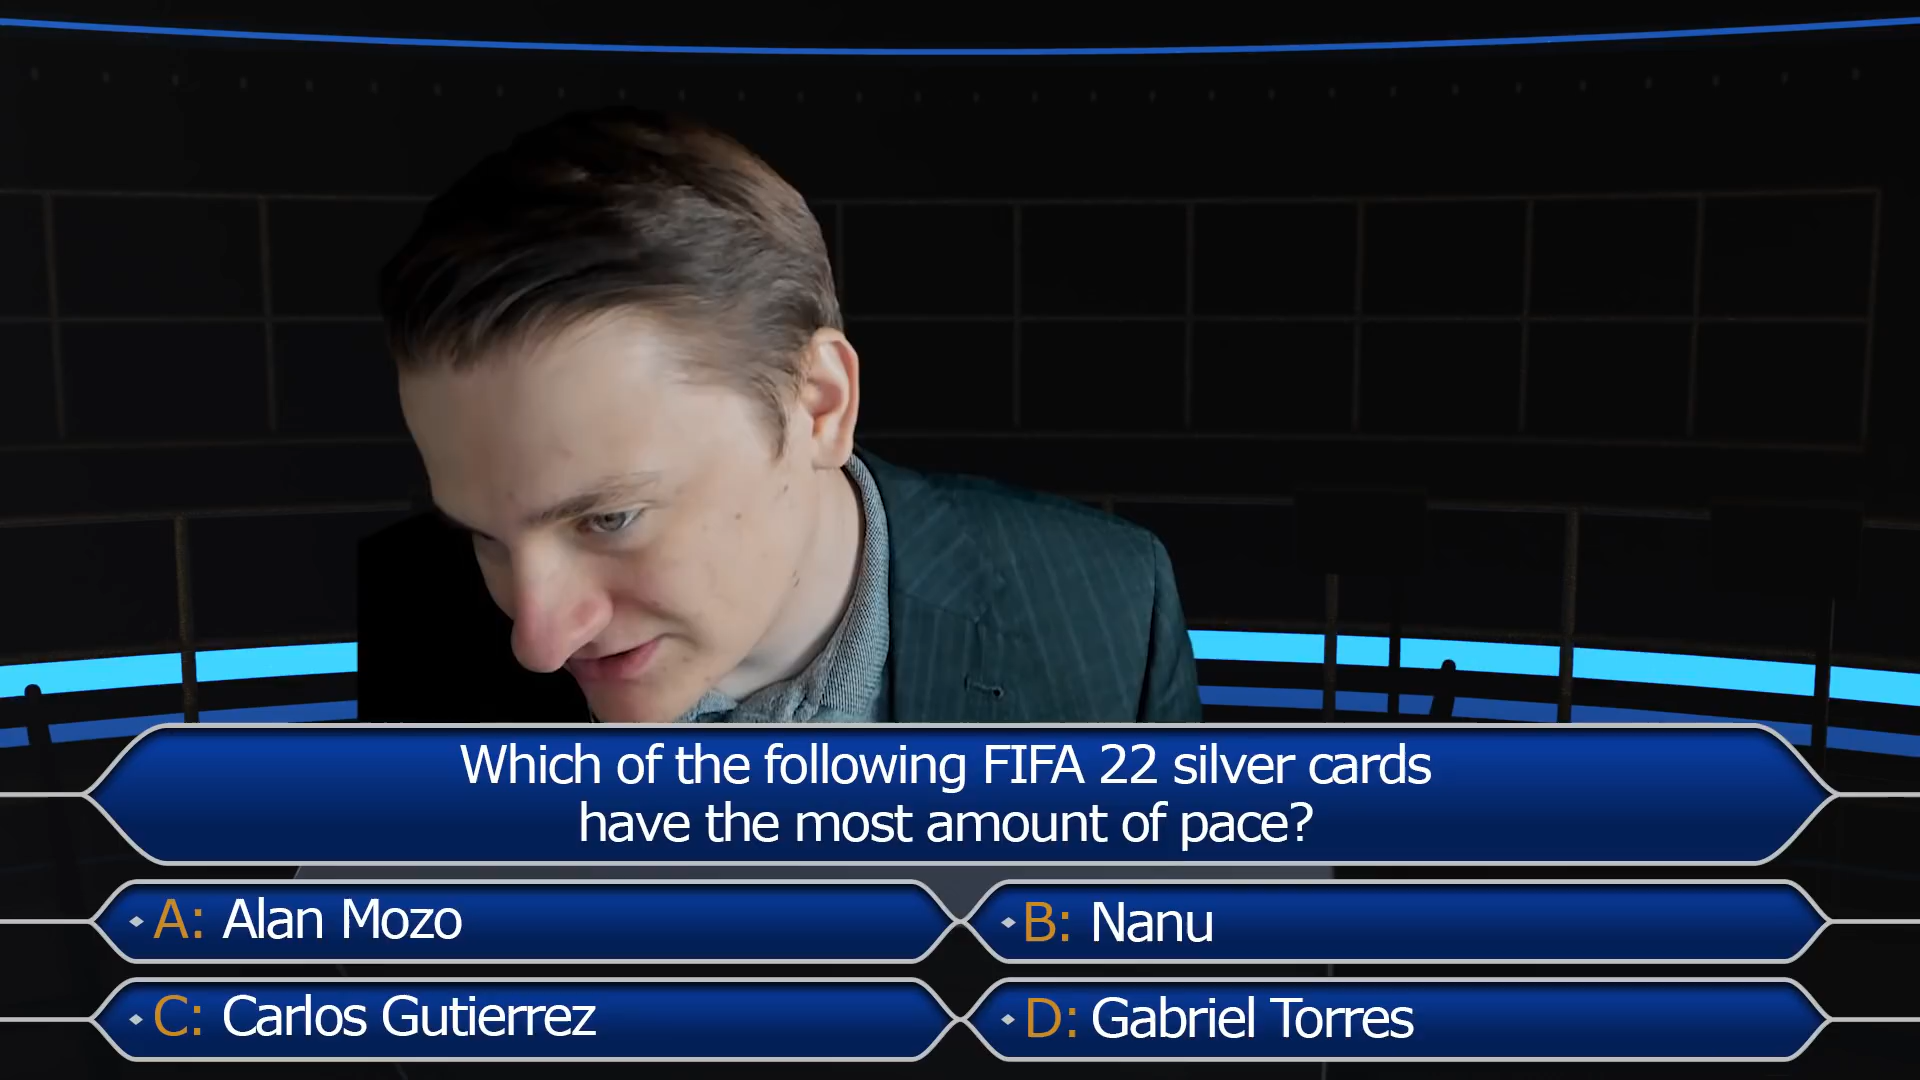 Which of the following FIFA 22 silver cards
have the most amount of pace?
A: Alan Mozo
B: Nanu
C: Carlos Gutierrez
D: Gabriel Torres